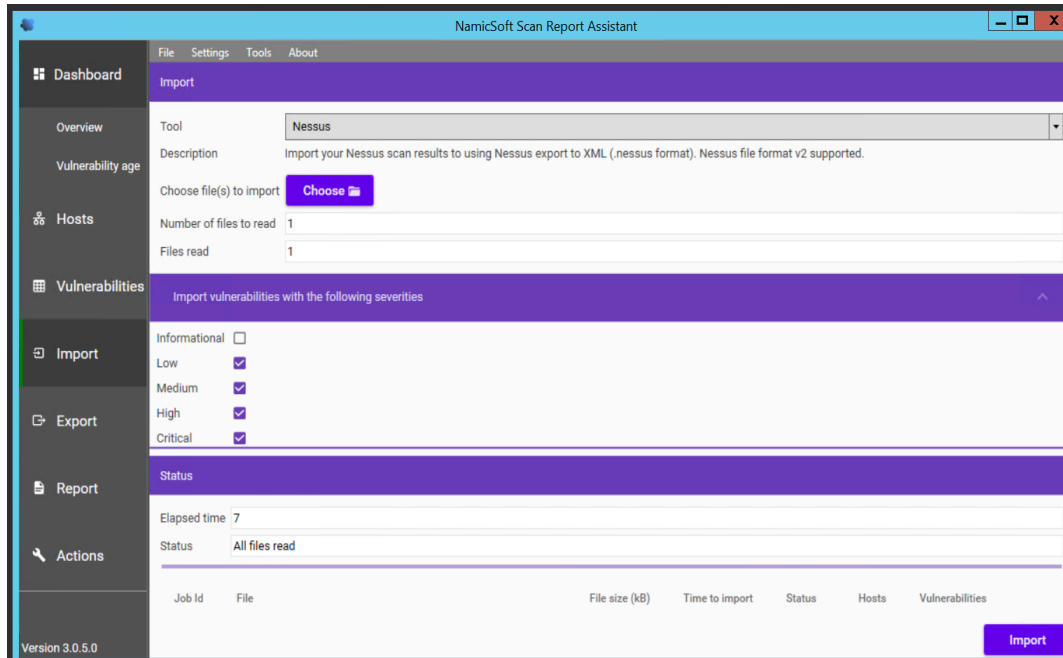 NamicSoft Scan Report Assistant
X
Dashboard
Overview
Vulnerability age
Hosts
Vulnerabilities
Import
Export
Report
Actions
Version 3.0.5.0
File Settings Tools About
Import
Tool Nessus
Description Import your Nessus scan results to using Nessus export to XML (.nessus format). Nessus file format v2 supported.
Choose file(s) to import Choose
Number of files to read 1
Files read 1
Import vulnerabilities with the following severities
Informational
Low
Medium
High
Critical
Status
Elapsed time 7
Status All files read
Job Id File File size (kB) Time to import Status Hosts Vulnerabilities
Import